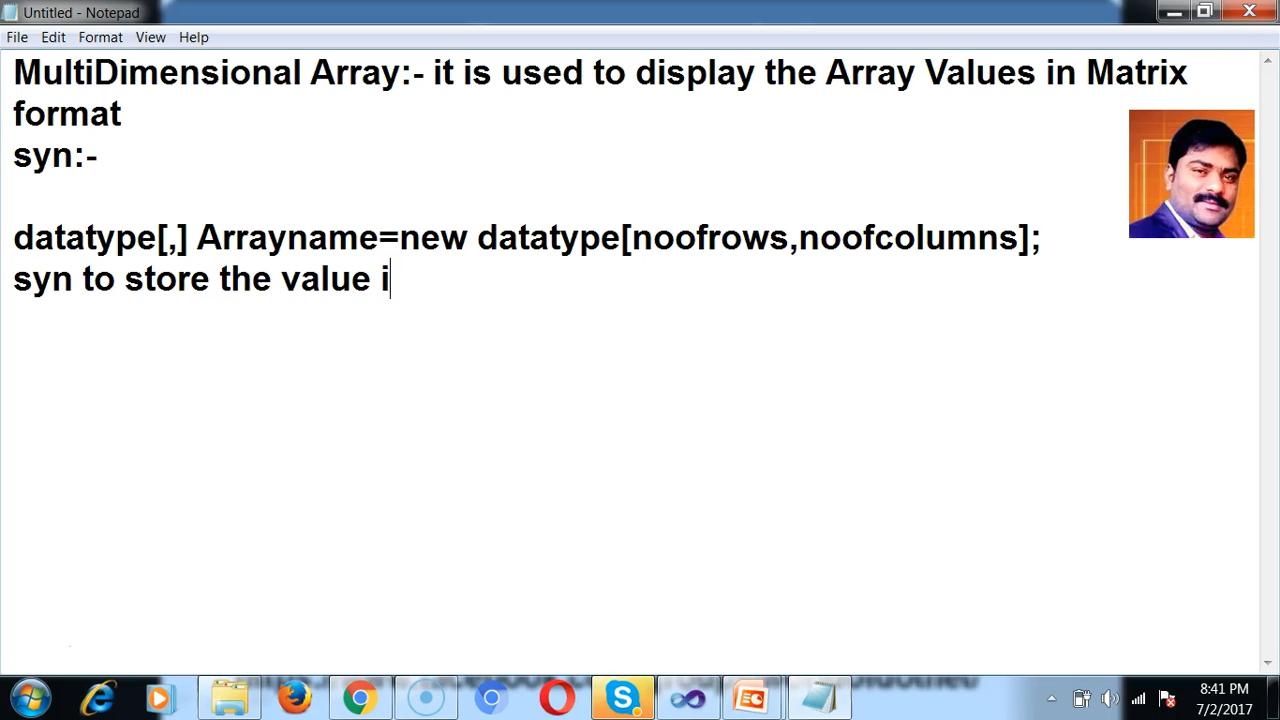 Untitled - Notepad
File Edit Format View Help
MultiDimensional Array:- it is used to display the Array Values in Matrix
format
syn:-
datatype[,] Arrayname=new datatype[noofrows,noofcolumns];
syn to store the value i
8:41 PM
7/2/2017